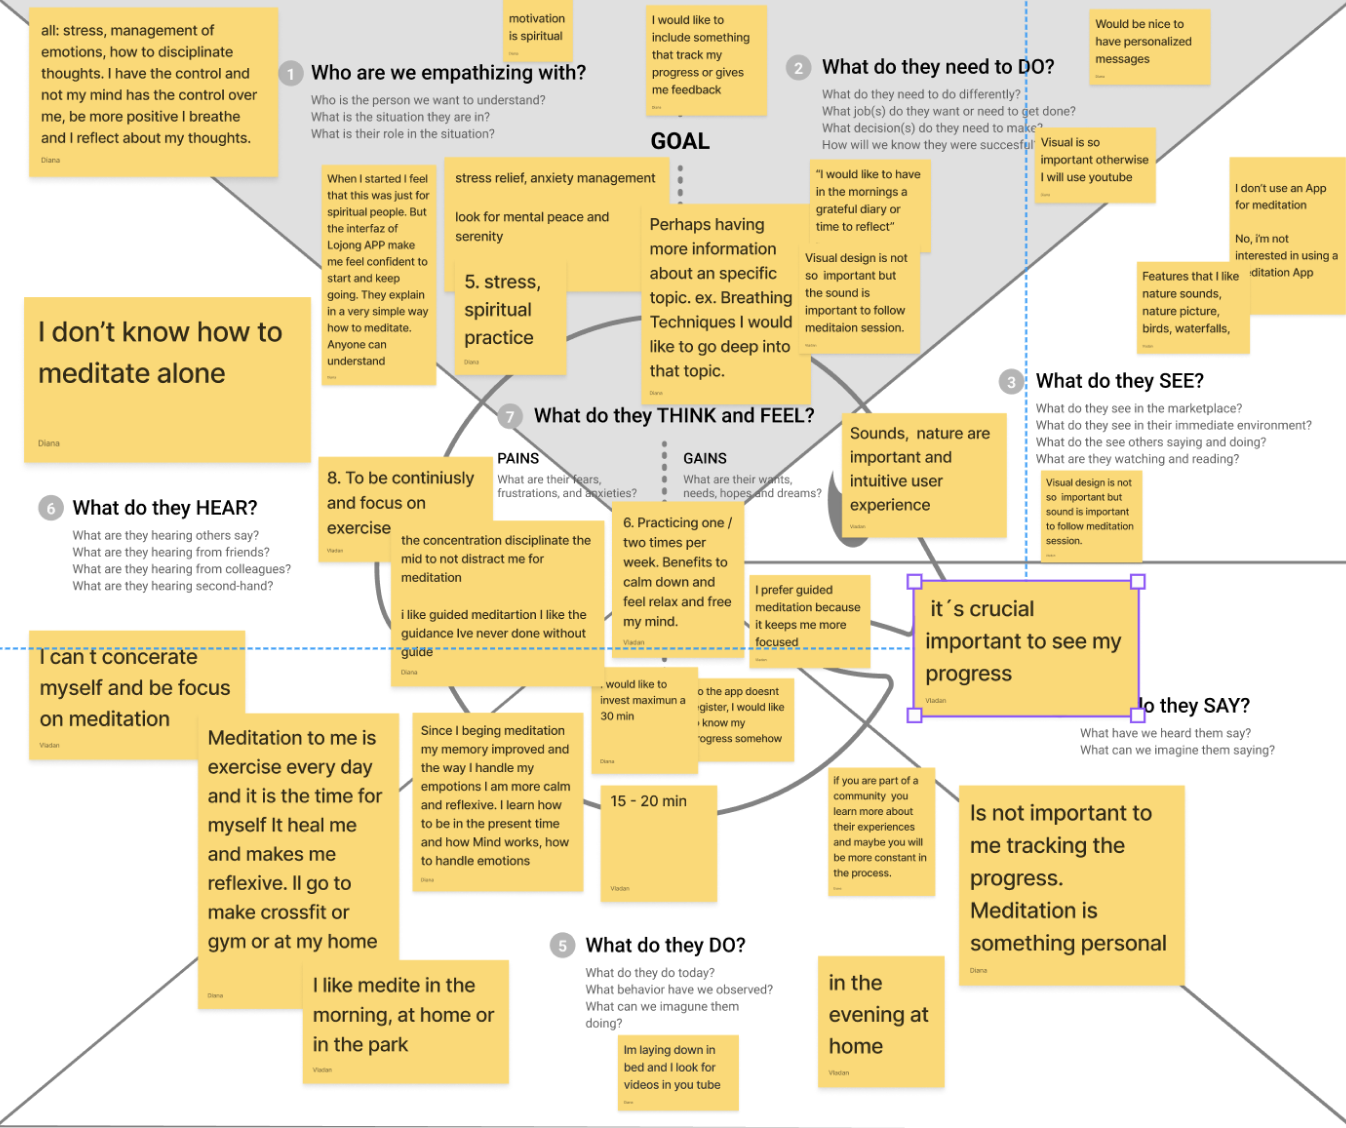 all: stress, management of
emotions, how to disciplinate
thoughts. I have the control and
not my mind has the control over
me, be more positive I breathe
and I reflect about my thoughts.
Diana
motivation
is spiritual
I would like to
include something
that track my
progress or gives
me feedback
Diana
Would be nice to
have personalized
messages
1
Who are we empathizing with?
Who is the person we want to understand?
What is the situation they are in?
What is their role in the situation?
GOAL
2
What do they need to DO?
What do they need to do differently?
What job(s) do they want or need to get done?
What decision(s) do they need to make?
How will we know they were succesful
Visual is so
important otherwise
I will use youtube
I don't use an App
for meditation
No, i'm not
interested in using a
editation App
Features that I like
nature sounds,
nature picture,
birds, waterfalls,
When I started I feel
that this was just for
spiritual people. But
the interfaz of
Lojong APP make
me feel confident to
start and keep
going. They explain
in a very simple way
how to meditate.
Anyone can
understand
stress relief, anxiety management
look for mental peace and
serenity
5. stress,
spiritual
practice
Diana
Perhaps having
more information
about an specific
topic. ex. Breathing
Techniques I would
like to go deep into
that topic.
Diana
"I would like to have
in the mornings a
grateful diary or
time to reflect"
Visual design is not
so important but
the sound is
important to follow
meditaion session.
I don't know how to
meditate alone
Diana
3
What do they SEE?
What do they see in the marketplace?
What do they see in their immediate environment?
What do the see others saying and doing?
What are they watching and reading?
Visual design is not
so important but
sound is important
to follow meditation
session.
7
What do they THINK and FEEL?
PAINS
What are their fears,
frustrations, and anxieties?
GAINS
What are their wants,
needs, hopes and dreams?
Sounds, nature are
important and
intuitive user
experience
Vladan
8. To be continiusly
and focus on
exercise
Vladan
6
What do they HEAR?
What are they hearing others say?
What are they hearing from friends?
What are they hearing from colleagues?
What are they hearing second-hand?
the concentration disciplinate the
mid to not distract me for
meditation
i like guided meditartion I like the
guidance Ive never done without
guide
Diana
6. Practicing one /
two times per
week. Benefits to
calm down and
feel relax and free
my mind.
Vladan
I prefer guided
meditation because
it keeps me more
focused
Vladan
it´s crucial
important to see my
progress
Vladan
do they SAY?
What have we heard them say?
What can we imagine them saying?
I can t concerate
myself and be focus
on meditation
Vladan
Meditation to me is
exercise every day
and it is the time for
myself It heal me
and makes me
reflexive. Il go to
make crossfit or
gym or at my home
Diana
I like medite in the
morning, at home or
in the park
Vladan
Since I beging meditation
my memory improved and
the way I handle my
empotions I am more calm
and reflexive. I learn how
to be in the present time
and how Mind works, how
to handle emotions
Diana
would like to
invest maximun a
30 min
Diana
o the app doesnt
egister, I would like
know my
rogress somehow
15 - 20 min
Vladan
if you are part of a
community you
learn more about
their experiences
and maybe you will
be more constant in
the process.
Is not important to
me tracking the
progress.
Meditation is
something personal
Diana
5
What do they DO?
What do they do today?
What behavior have we observed?
What can we imagune them
doing?
Im laying down in
bed and I look for
videos in you tube
in the
evening at
home
Vladan